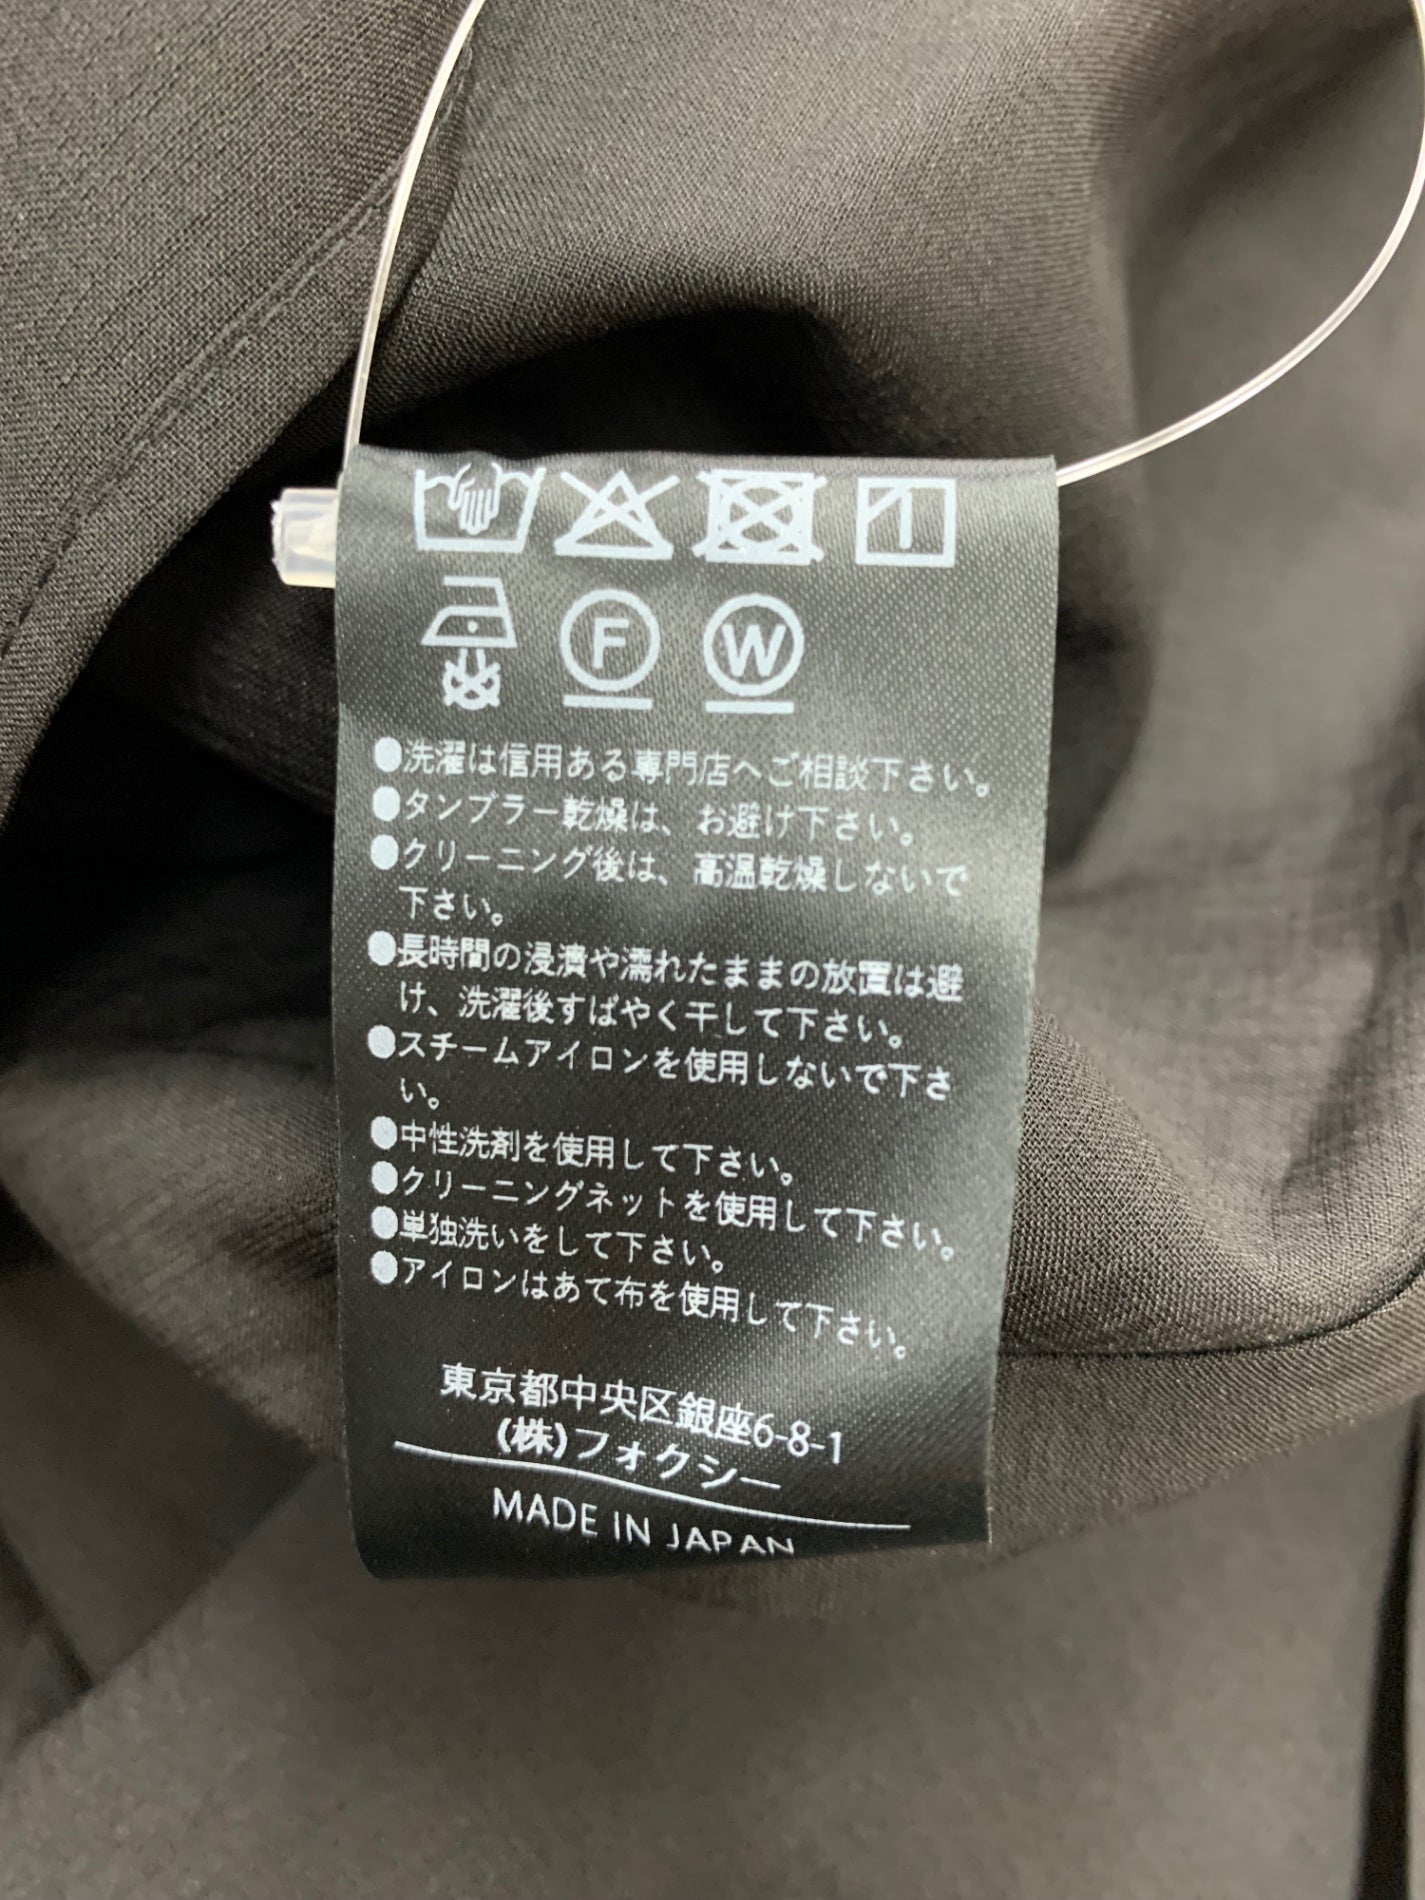 F W
●洗濯は信用ある専門店へご相談下さい。
●タンブラー乾燥は、お避け下さい。
●クリーニング後は、高温乾燥しないで
下さい。
●長時間の浸漬や濡れたままの放置は避
け、洗濯後すばやく干して下さい。
●スチームアイロンを使用しないで下さ
い。
●中性洗剤を使用して下さい。
●クリーニングネットを使用して下さい。
●単独洗いをして下さい。
●アイロンはあて布を使用して下さい。
東京都中央区銀座6-8-1
(株)フォクシー
MADE IN JAPAN